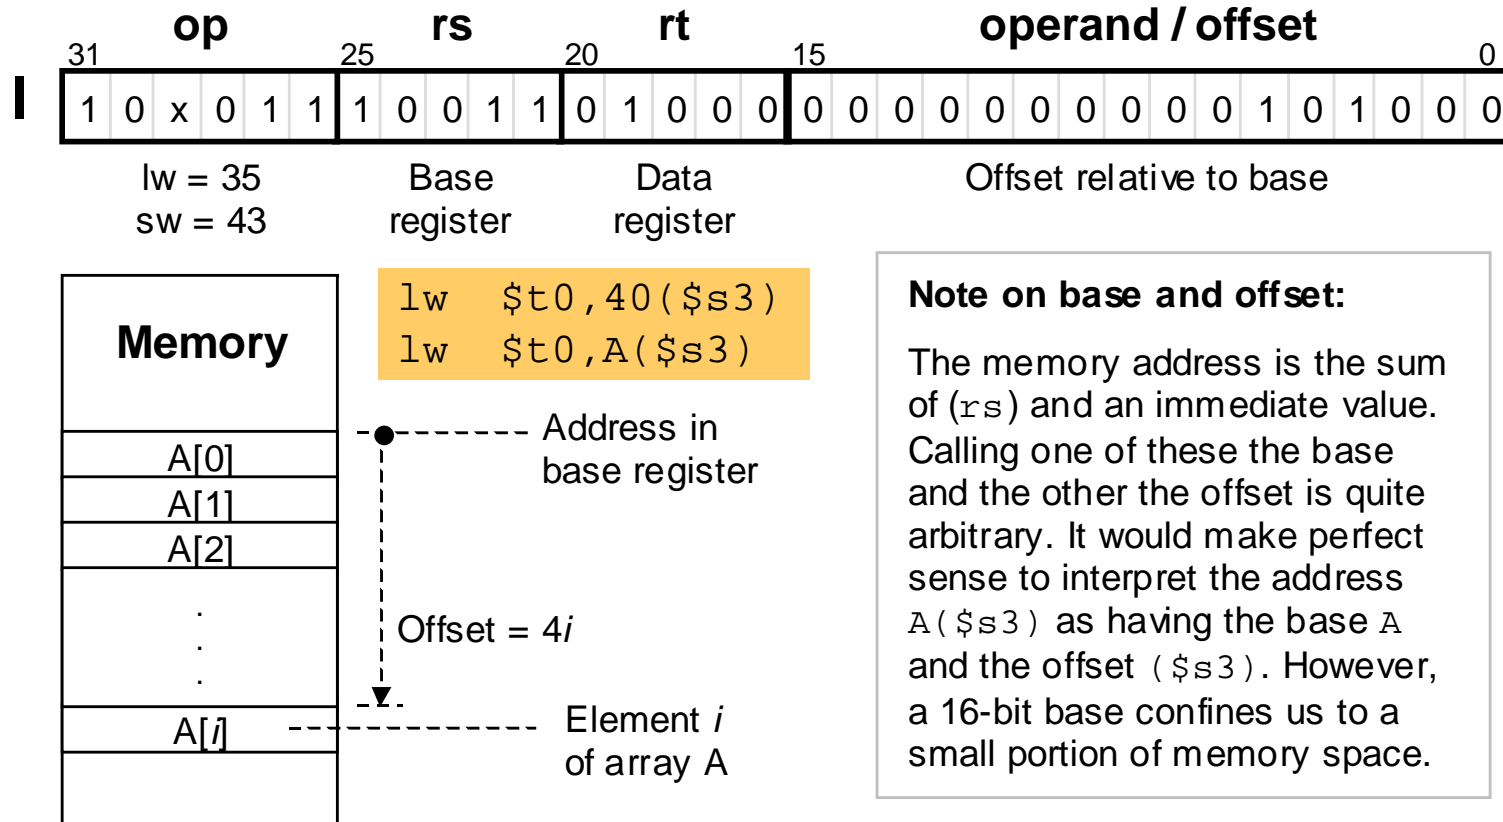 op rs rt operand / offset
31 25 20 15 0
I 1 0 x 0 1 1 1 0 0 1 1 0 1 0 0 0 0 0 0 0 0 0 0 0 0 0 1 0 1 0 0 0
lw = 35
sw = 43
Base
register
Data
register
Offset relative to base
Memory
A[0]
A[1]
A[2]
.
.
.
A[i]
lw $t0,40($s3)
lw $t0,A($s3)
Address in
base register
Offset = 4i
Element i
of array A
Note on base and offset:
The memory address is the sum
of (rs) and an immediate value.
Calling one of these the base
and the other the offset is quite
arbitrary. It would make perfect
sense to interpret the address
A($s3) as having the base A
and the offset ($s3). However,
a 16-bit base confines us to a
small portion of memory space.